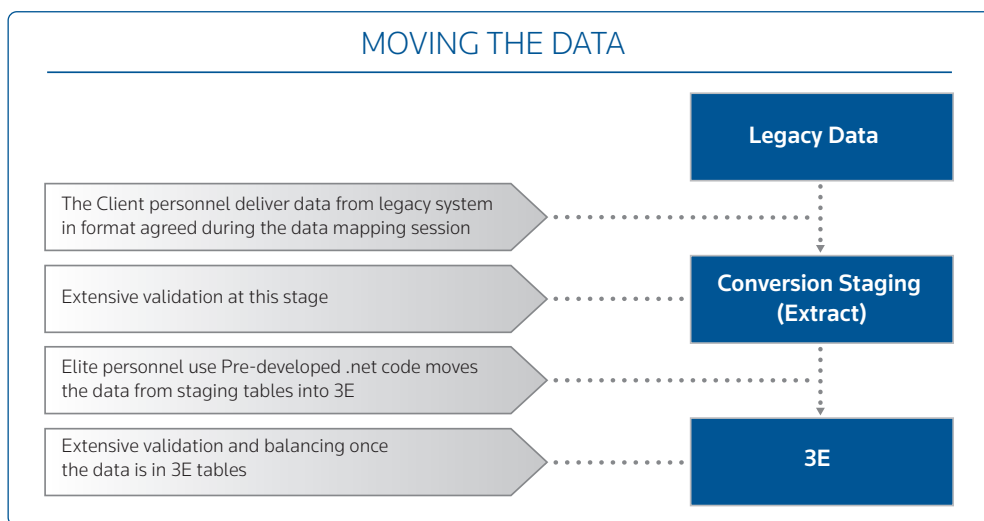 MOVING THE DATA
Legacy Data
The Client personnel deliver data from legacy system
in format agreed during the data mapping session
Extensive validation at this stage
Conversion Staging
(Extract)
Elite personnel use Pre-developed .net code moves
the data from staging tables into 3E
Extensive validation and balancing once
the data is in 3E tables
3E